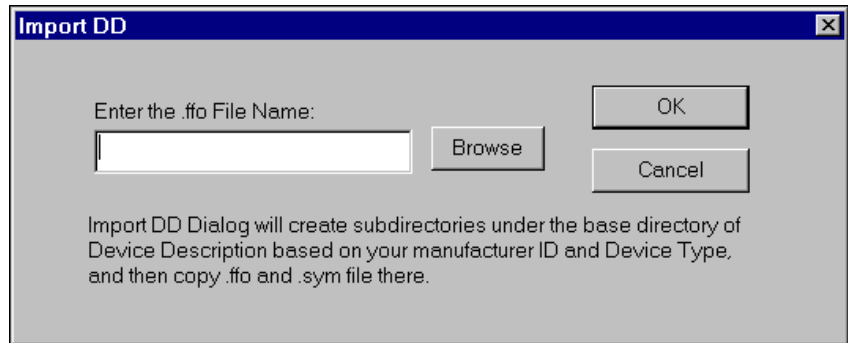 Import DD
Enter the .ffo File Name:
OK
Browse
Cancel
Import DD Dialog will create subdirectories under the base directory of
Device Description based on your manufacturer ID and Device Type,
and then copy .ffo and .sym file there.